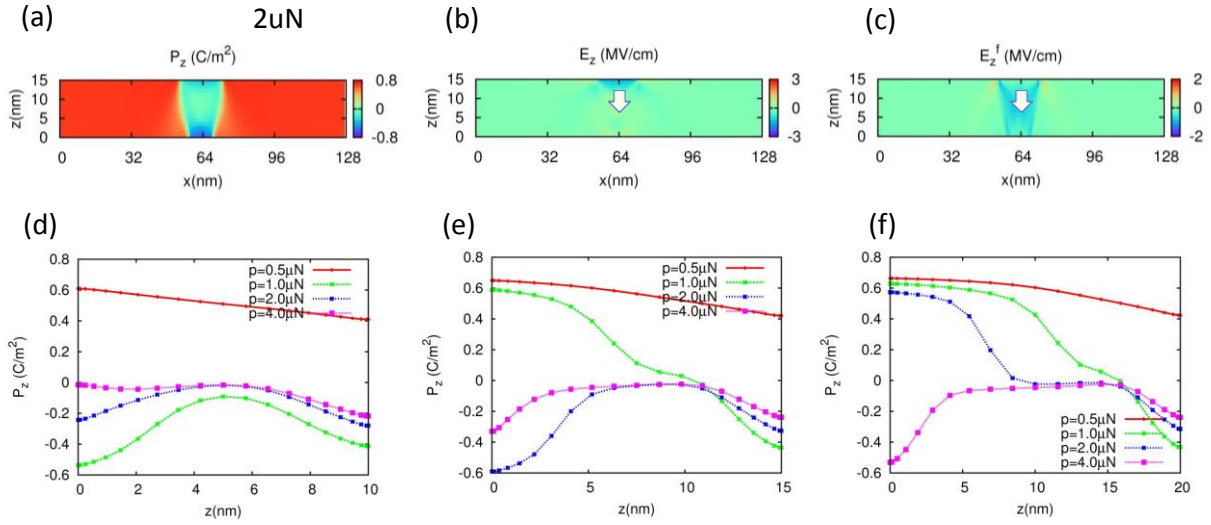 (a) 2uN (b) (c)
P_z (C/m²) E_z (MV/cm) E_z^f (MV/cm)
z(nm) 15 10 5 0 0.8 0 -0.8 z(nm) 15 10 5 0 3 0 -3 z(nm) 15 10 5 0 2 0 -2
0 32 64 96 128 0 32 64 96 128 0 32 64 96 128
x(nm) x(nm) x(nm)
(d)
P_z (C/m²)
0.8
0.6
0.4
0.2
0
-0.2
-0.4
-0.6
p=0.5μN
p=1.0μN
p=2.0μN
p=4.0μN
0 2 4 6 8 10
z(nm)
(e)
P_z (C/m²)
0.8
0.6
0.4
0.2
0
-0.2
-0.4
-0.6
p=0.5μN
p=1.0μN
p=2.0μN
p=4.0μN
0 5 10 15
z(nm)
(f)
P_z (C/m²)
0.8
0.6
0.4
0.2
0
-0.2
-0.4
-0.6
p=0.5μN
p=1.0μN
p=2.0μN
p=4.0μN
0 5 10 15 20
z(nm)